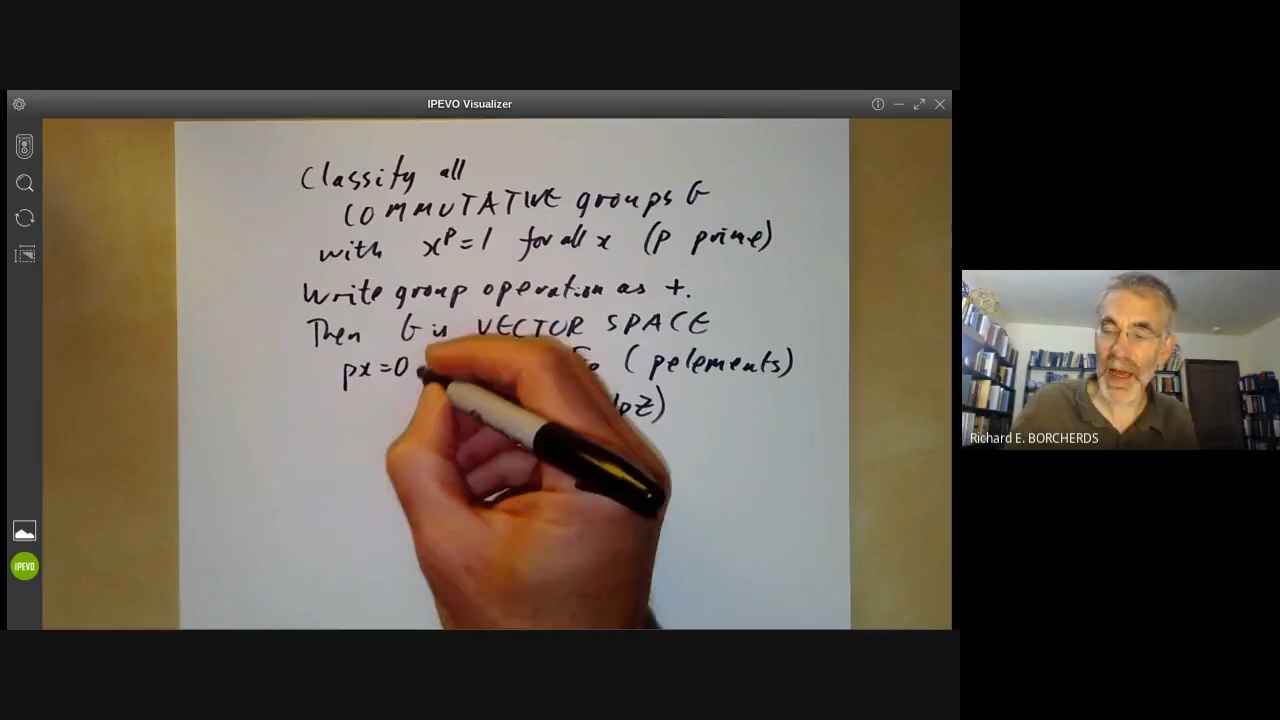 IPEVO Visualizer
Classify all
COMMUTATIVE groups G
with x^p = 1 for all x (p prime)
Write group operation as +.
Then G is VECTOR SPACE
px=0 (p elements)
Z)
Richard E. BORCHERDS
IPEVO